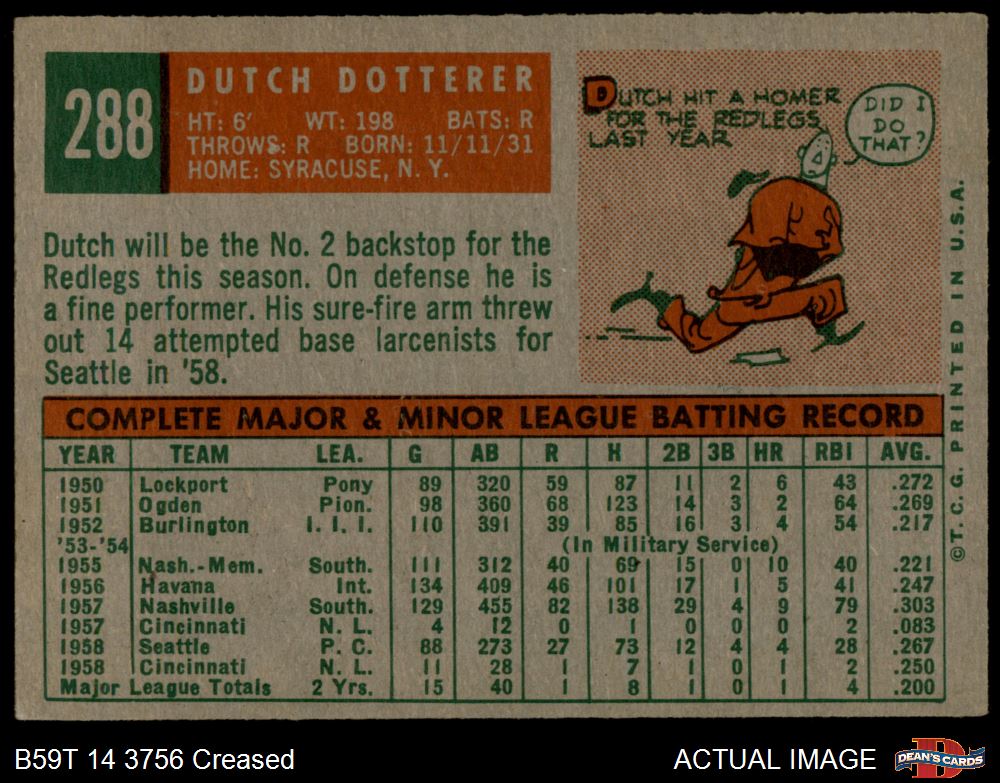 288
DUTCH DOTTERER
HT: 6' WT: 198 BATS: R
THROWS: R BORN: 11/11/31
HOME: SYRACUSE, N. Y.
DUTCH HIT A HOMER
FOR THE REDLEGS
LAST YEAR
DID I
DO
THAT?
Dutch will be the No. 2 backstop for the
Redlegs this season. On defense he is
a fine performer. His sure-fire arm threw
out 14 attempted base larcenists for
Seattle in '58.
COMPLETE MAJOR & MINOR LEAGUE BATTING RECORD
YEAR TEAM LEA. G AB R H 2B 3B HR RBI AVG.
1950 Lockport Pony 89 320 59 87 11 2 6 43 .272
1951 Ogden Pion. 98 360 68 123 14 3 2 64 .269
1952 Burlington I. I. I. 110 391 39 85 16 3 4 54 .217
'53-'54 (In Military Service)
1955 Nash.-Mem. South. 111 312 40 69 15 0 10 40 .221
1956 Havana Int. 134 409 46 101 17 1 5 41 .247
1957 Nashville South. 129 455 82 138 29 4 9 79 .303
1957 Cincinnati N. L. 4 12 0 1 0 0 0 2 .083
1958 Seattle P. C. 88 273 27 73 12 4 4 28 .267
1958 Cincinnati N. L. 11 28 1 7 1 0 1 2 .250
Major League Totals 2 Yrs. 15 40 1 8 1 0 1 4 .200
©T. C. G. PRINTED IN U.S.A.
B59T 14 3756 Creased
ACTUAL IMAGE
D
DEAN'S CARDS